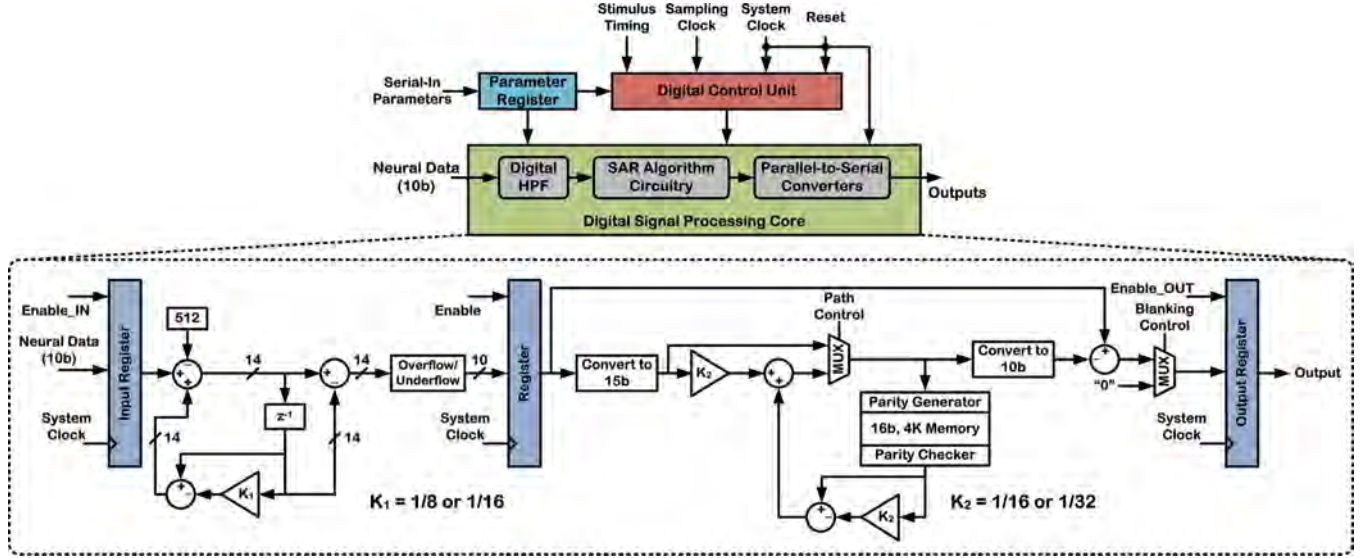 Stimulus Timing
Sampling Clock
System Clock
Reset
Serial-In Parameters
Parameter Register
Digital Control Unit
Neural Data (10b)
Digital HPF
SAR Algorithm Circuitry
Parallel-to-Serial Converters
Outputs
Digital Signal Processing Core
Enable_IN
Neural Data (10b)
System Clock
Input Register
512
+
+
+
14
14
z⁻¹
14
14
+
-
K₁
+
-
K₁ = 1/8 or 1/16
Overflow/ Underflow
10
Enable
System Clock
Register
Convert to 15b
K₂
+
+
Path Control
MUX
Parity Generator
16b, 4K Memory
Parity Checker
+
-
K₂
K₂ = 1/16 or 1/32
Convert to 10b
+
-
"0"
Enable_OUT
Blanking Control
MUX
System Clock
Output Register
Output